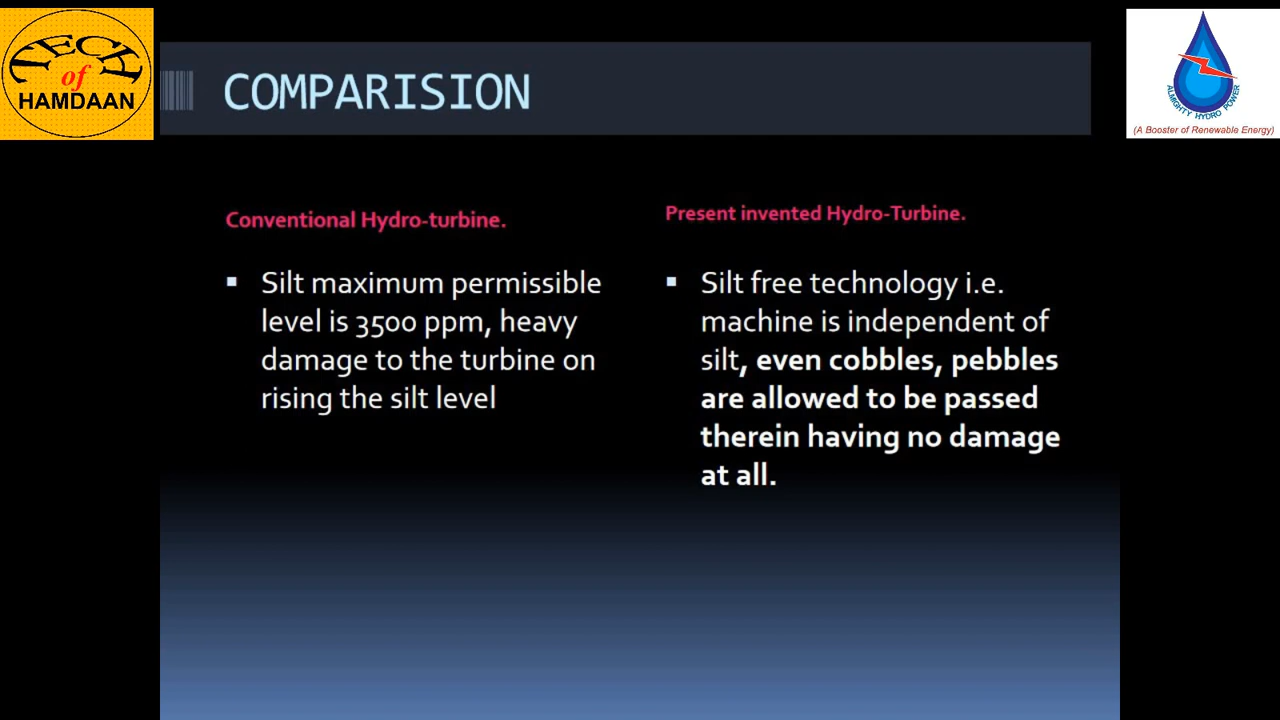 TECH
of
HAMDAAN
COMPARISION
ALMIGHTY HYDRO POWER
(A Booster of Renewable Energy)
Conventional Hydro-turbine.
Silt maximum permissible
level is 3500 ppm, heavy
damage to the turbine on
rising the silt level
Present invented Hydro-Turbine.
Silt free technology i.e.
machine is independent of
silt, even cobbles, pebbles
are allowed to be passed
therein having no damage
at all.